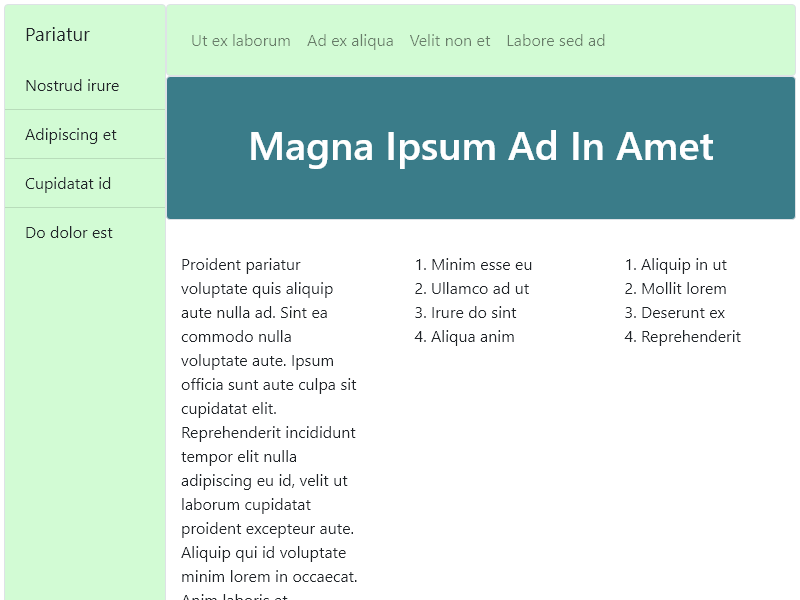 Pariatur
Nostrud irure
Adipiscing et
Cupidatat id
Do dolor est
Ut ex laborum
Ad ex aliqua
Velit non et
Labore sed ad
Magna Ipsum Ad In Amet
Proident pariatur
voluptate quis aliquip
aute nulla ad. Sint ea
commodo nulla
voluptate aute. Ipsum
officia sunt aute culpa sit
cupidatat elit.
Reprehenderit incididunt
tempor elit nulla
adipiscing eu id, velit ut
laborum cupidatat
proident excepteur aute.
Aliquip qui id voluptate
minim lorem in occaecat.
Anim laboris et
1. Minim esse eu
2. Ullamco ad ut
3. Irure do sint
4. Aliqua anim
1. Aliquip in ut
2. Mollit lorem
3. Deserunt ex
4. Reprehenderit